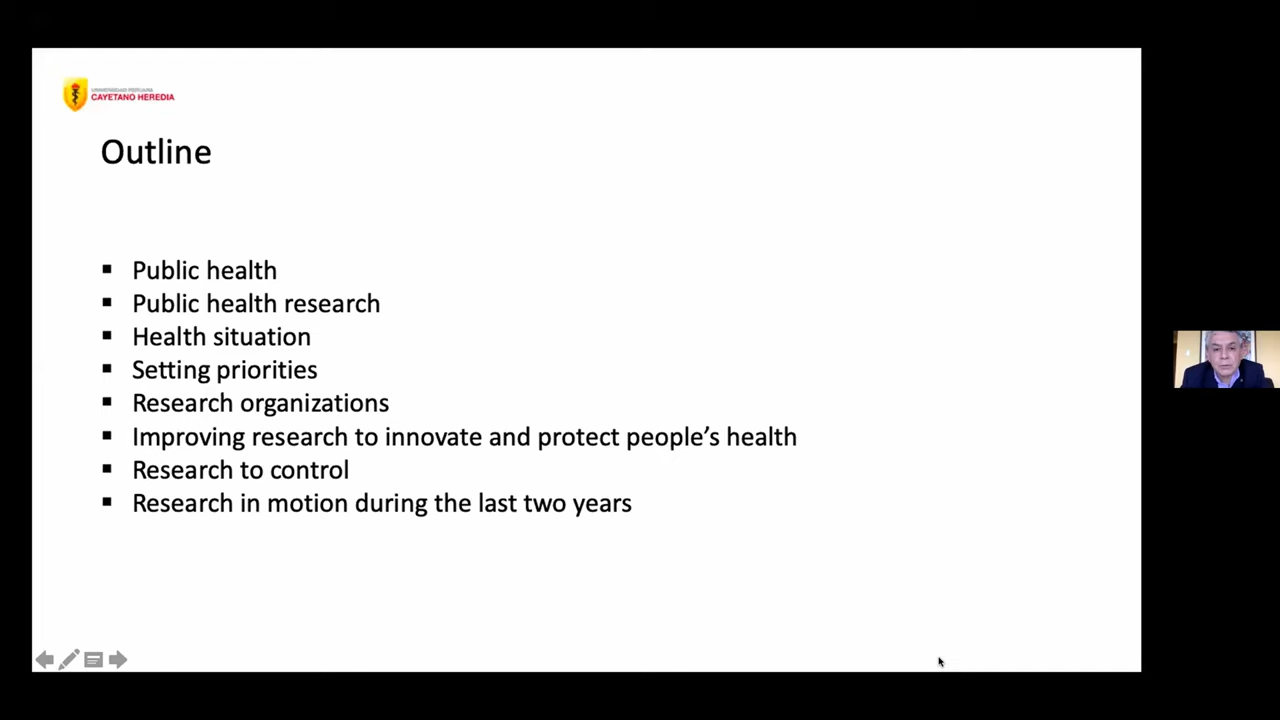 UNIVERSIDAD PERUANA
CAYETANO HEREDIA
Outline
▪ Public health
▪ Public health research
▪ Health situation
▪ Setting priorities
▪ Research organizations
▪ Improving research to innovate and protect people’s health
▪ Research to control
▪ Research in motion during the last two years